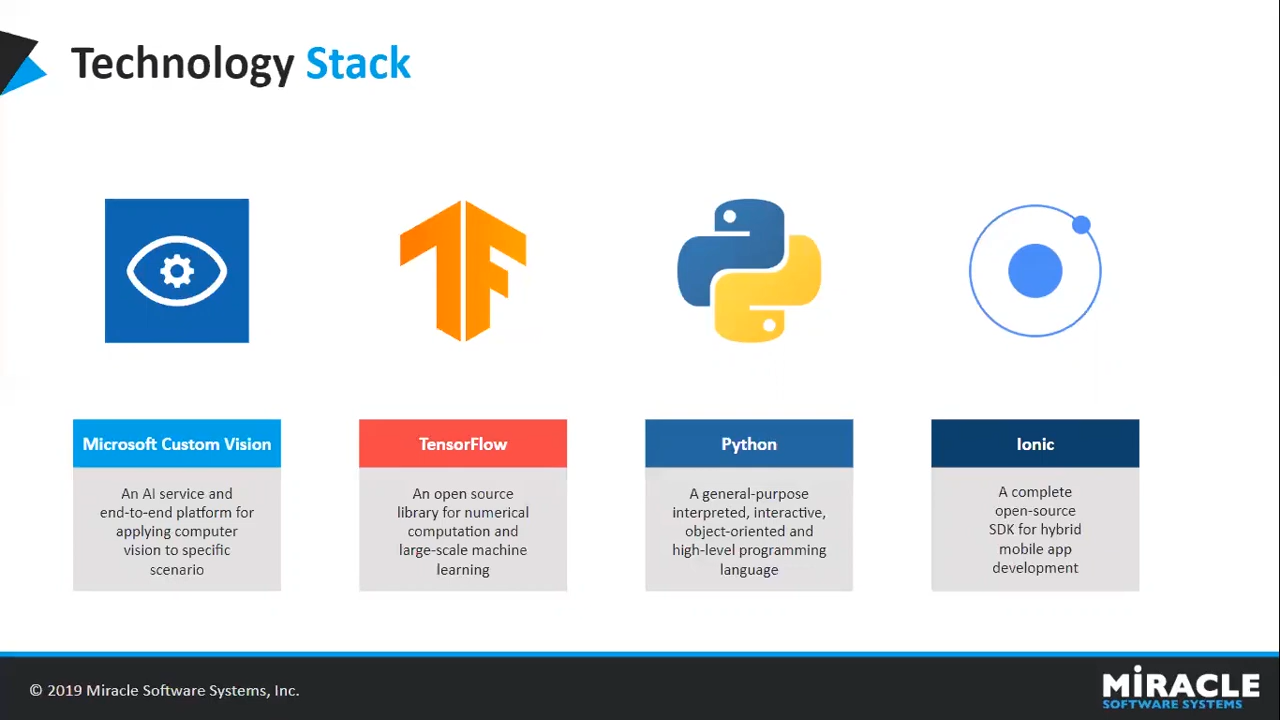 Technology Stack
Microsoft Custom Vision
An AI service and
end-to-end platform for
applying computer
vision to specific
scenario
TensorFlow
An open source
library for numerical
computation and
large-scale machine
learning
Python
A general-purpose
interpreted, interactive,
object-oriented and
high-level programming
language
Ionic
A complete
open-source
SDK for hybrid
mobile app
development
© 2019 Miracle Software Systems, Inc.
MiRACLE
SOFTWARE SYSTEMS